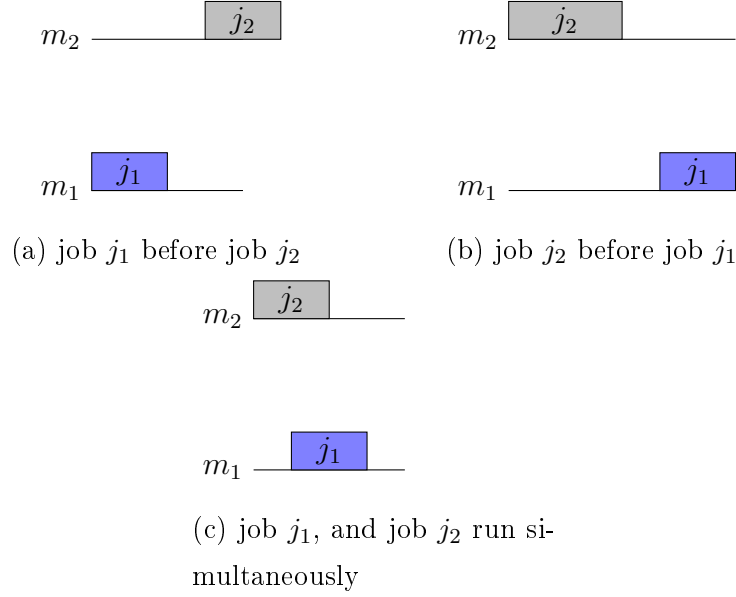 j₂
m₂
j₁
m₁
(a) job j₁ before job j₂
j₂
m₂
j₁
m₁
(b) job j₂ before job j₁
j₂
m₂
j₁
m₁
(c) job j₁, and job j₂ run si-
multaneously